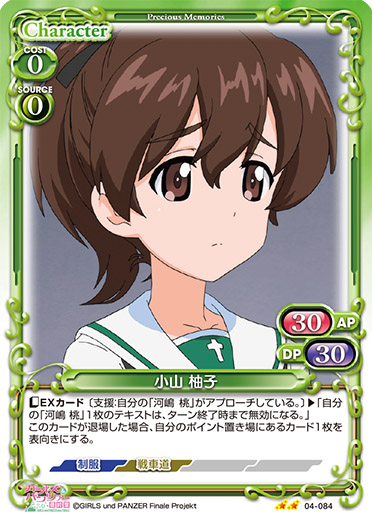 Precious Memories
Character
COST
0
SOURCE
0
30 AP
DP 30
小山 柚子
EXカード〔支援:自分の「河嶋 桃」がアプローチしている。〕▶「自分
の「河嶋 桃」1枚のテキストは、ターン終了時まで無効になる。」
このカードが退場した場合、自分のポイント置き場にあるカード1枚を
表向きにする。
制服 戦車道
©GIRLS und PANZER Finale Projekt
04-084